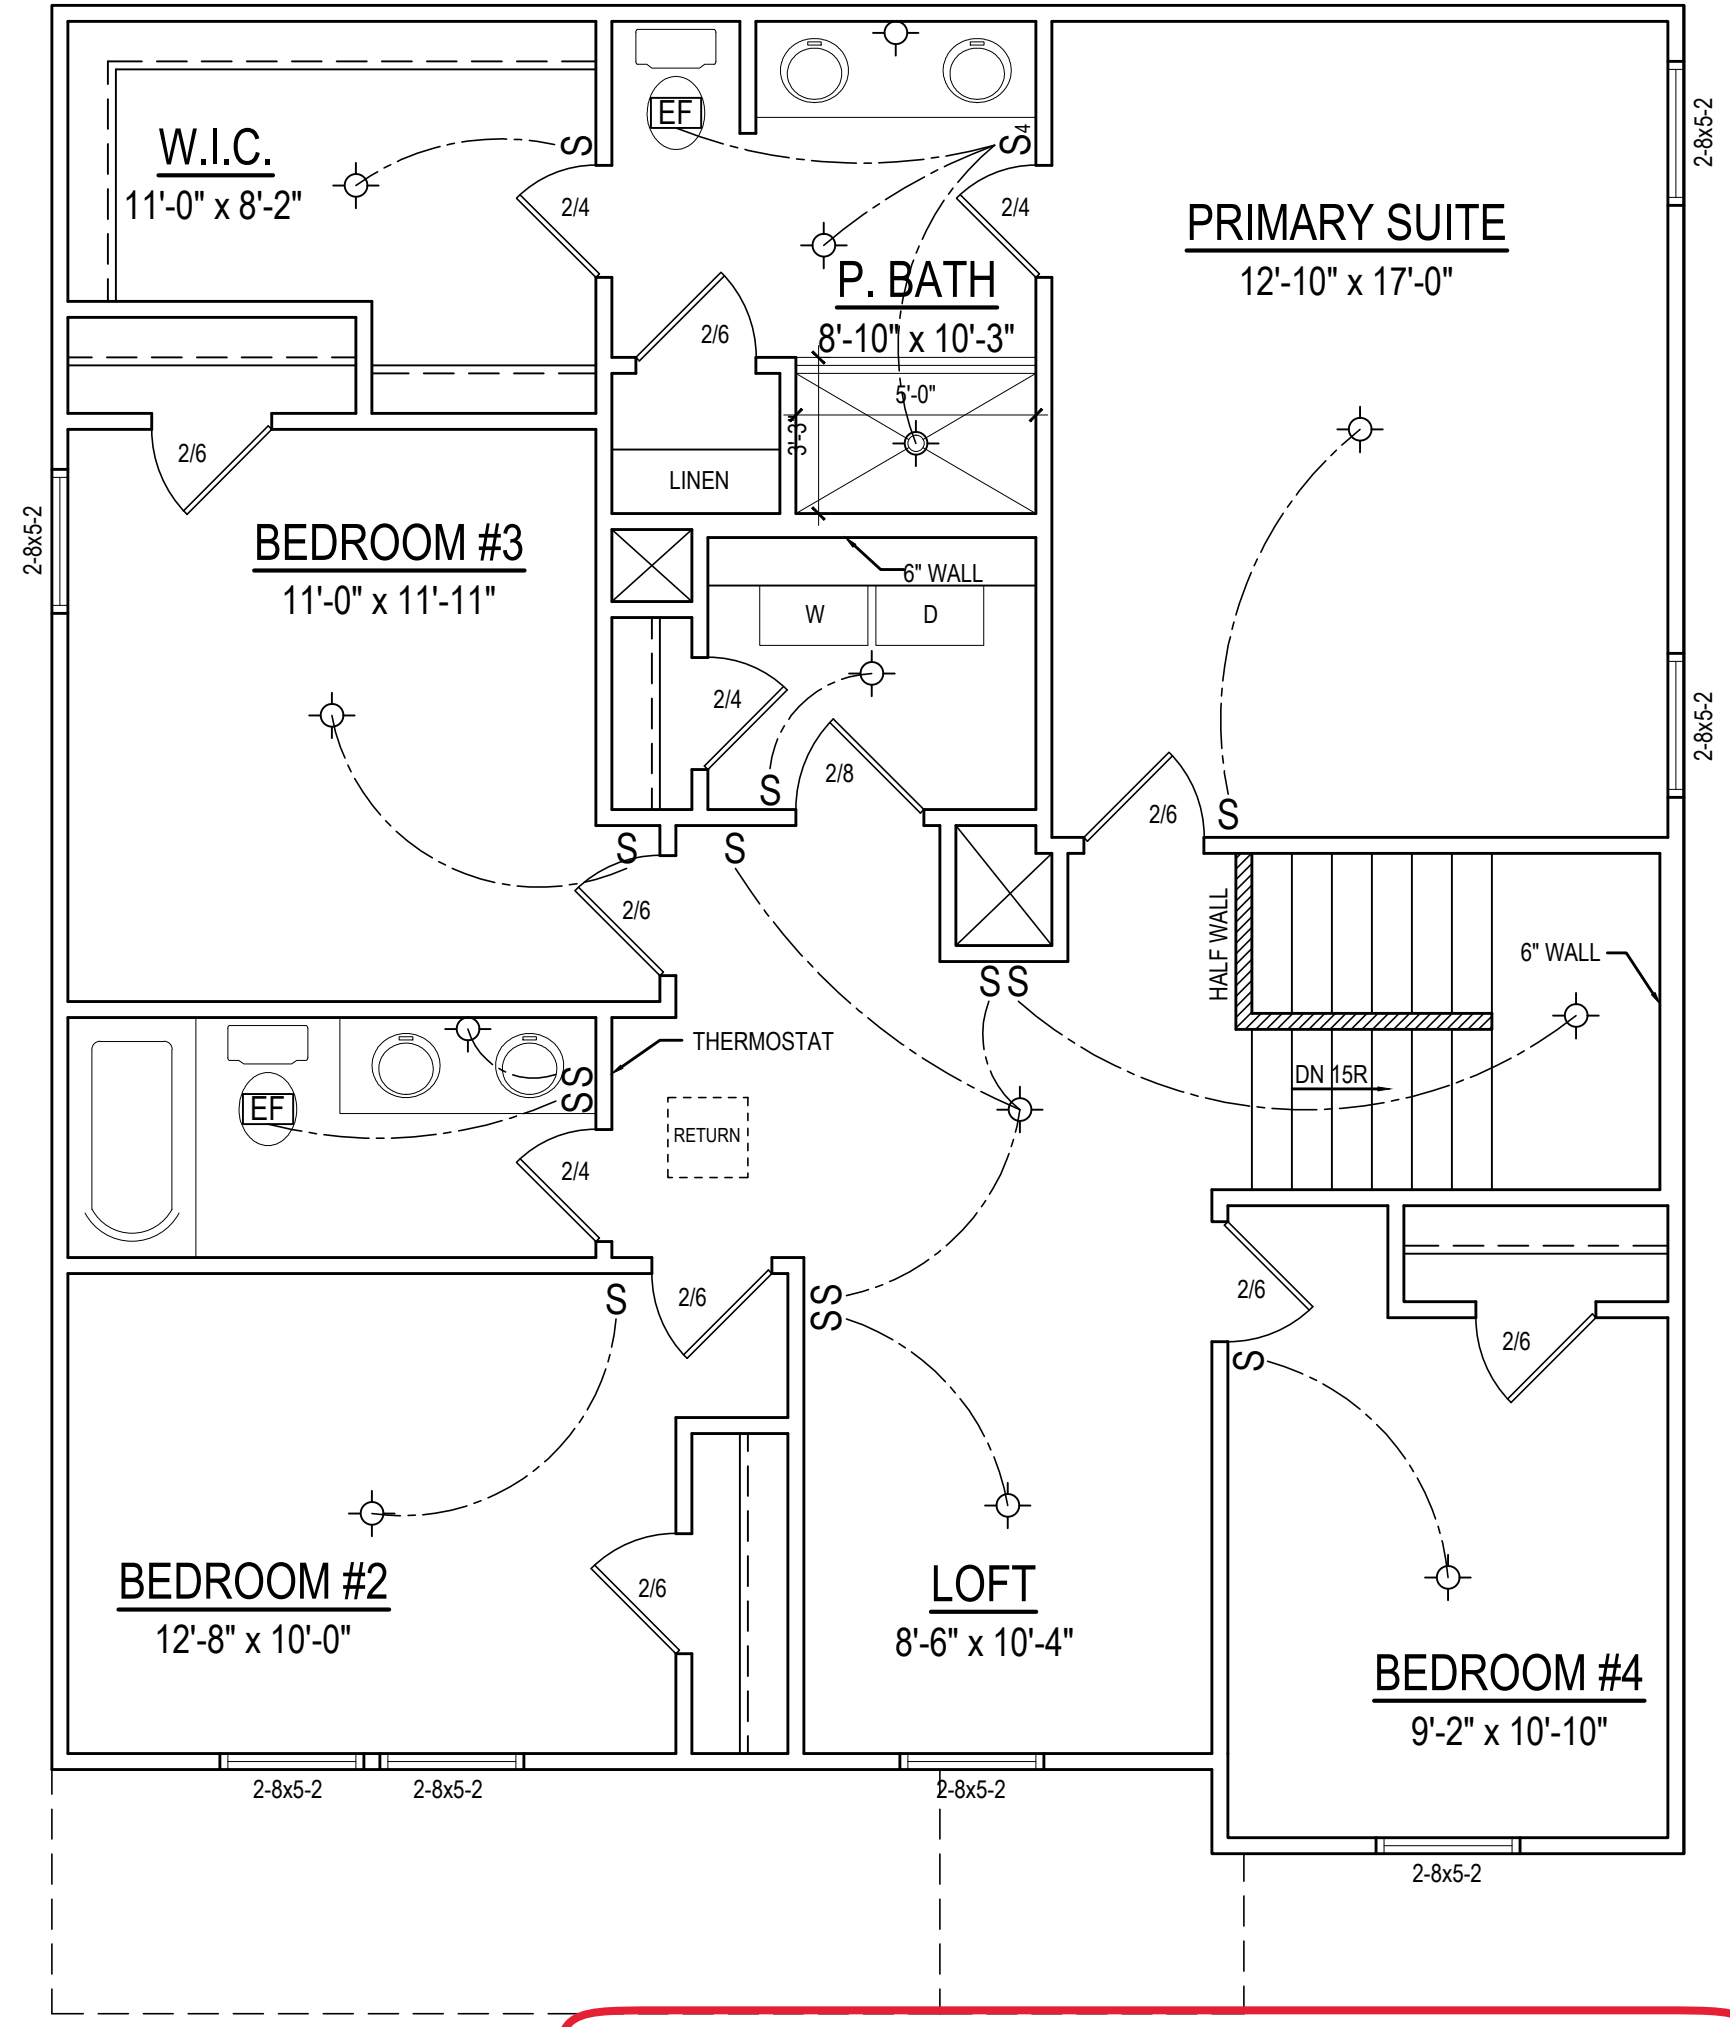 EF
S4
W.I.C.
11'-0" x 8'-2"
S
2/4
2/4
2-8x5-2
PRIMARY SUITE
12'-10" x 17'-0"
P. BATH
8'-10" x 10'-3"
2/6
5'-0"
3'-3"
2/6
LINEN
2-8x5-2
BEDROOM #3
11'-0" x 11'-11"
6" WALL
W
D
2/4
2/8
S
2-8x5-2
S
2/6
S
S
2/6
HALF WALL
6" WALL
S S
THERMOSTAT
DN 15R
S
S
EF
RETURN
2/4
S
2/6
S
S
2/6
S
2/6
BEDROOM #2
12'-8" x 10'-0"
2/6
LOFT
8'-6" x 10'-4"
BEDROOM #4
9'-2" x 10'-10"
2-8x5-2
2-8x5-2
2-8x5-2
2-8x5-2